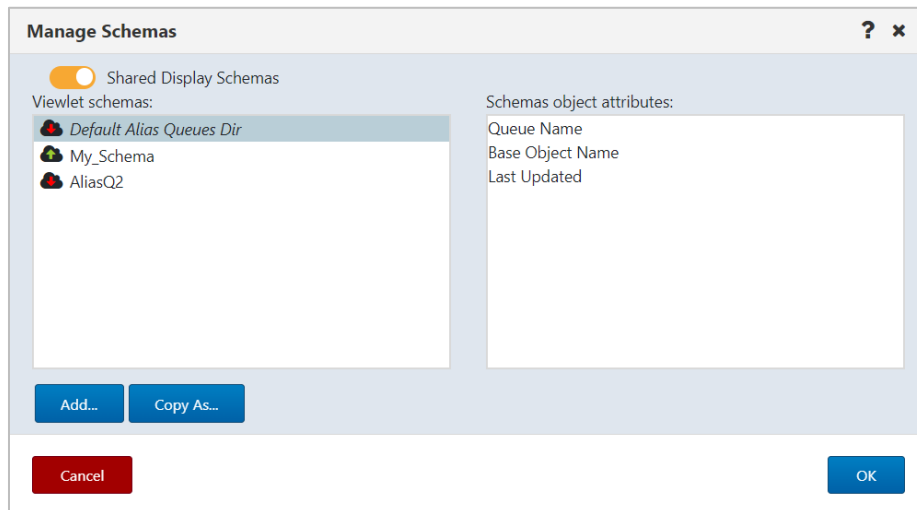 Manage Schemas
Shared Display Schemas
Viewlet schemas:
Default Alias Queues Dir
My_Schema
AliasQ2
Schemas object attributes:
Queue Name
Base Object Name
Last Updated
Add...
Copy As...
Cancel
OK